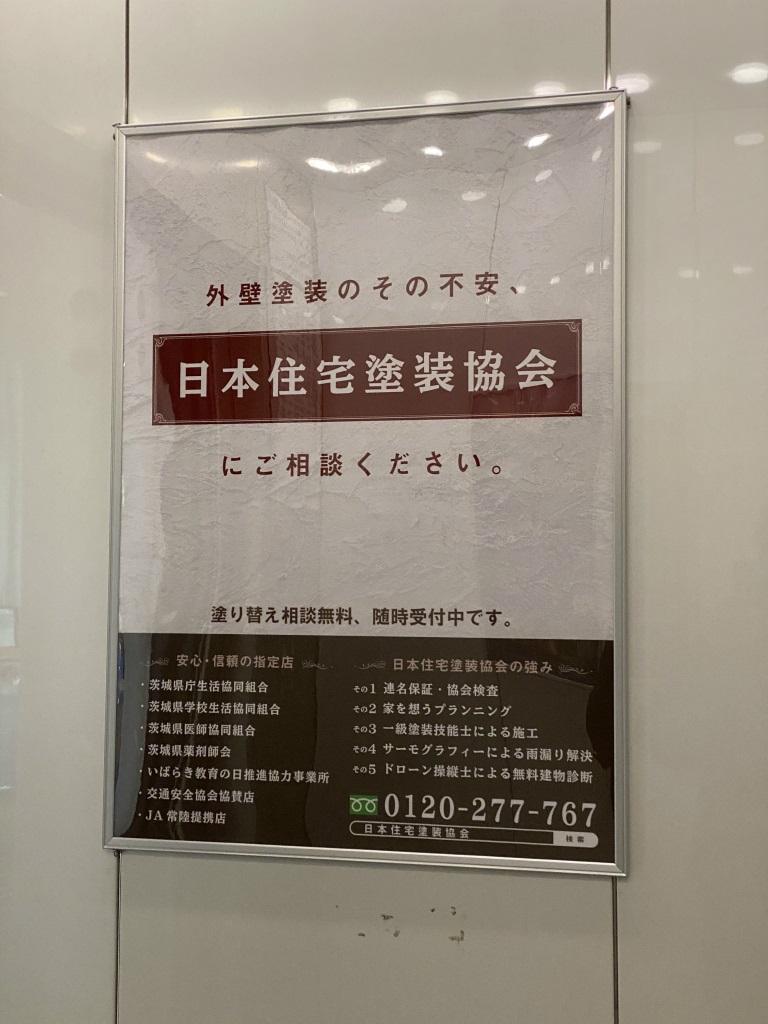 外壁塗装のその不安、
日本住宅塗装協会
にご相談ください。
塗り替え相談無料、随時受付中です。
安心・信頼の指定店
・茨城県庁生活協同組合
・茨城県学校生活協同組合
・茨城県医師協同組合
・茨城県薬剤師会
・いばらき教育の日推進協力事業所
・交通安全協会協賛店
・JA 常陸提携店
日本住宅塗装協会の強み
その1 連名保証・協会検査
その2 家を想うプランニング
その3 一級塗装技能士による施工
その4 サーモグラフィーによる雨漏り解決
その5 ドローン操縦士による無料建物診断
0120-277-767
日本住宅塗装協会 検索